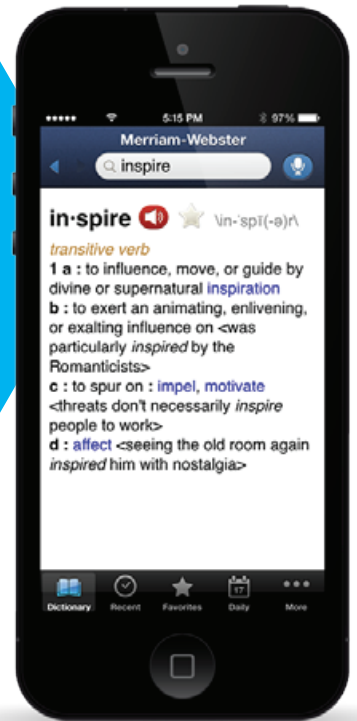 5:15 PM 97%
Merriam-Webster
inspire
in·spire \in-ˈspī(-ə)r\
transitive verb
1 a : to influence, move, or guide by
divine or supernatural inspiration
b : to exert an animating, enlivening,
or exalting influence on <was
particularly inspired by the
Romanticists>
c : to spur on : impel, motivate
<threats don't necessarily inspire
people to work>
d : affect <seeing the old room again
inspired him with nostalgia>
17
Dictionary Recent Favorites Daily More